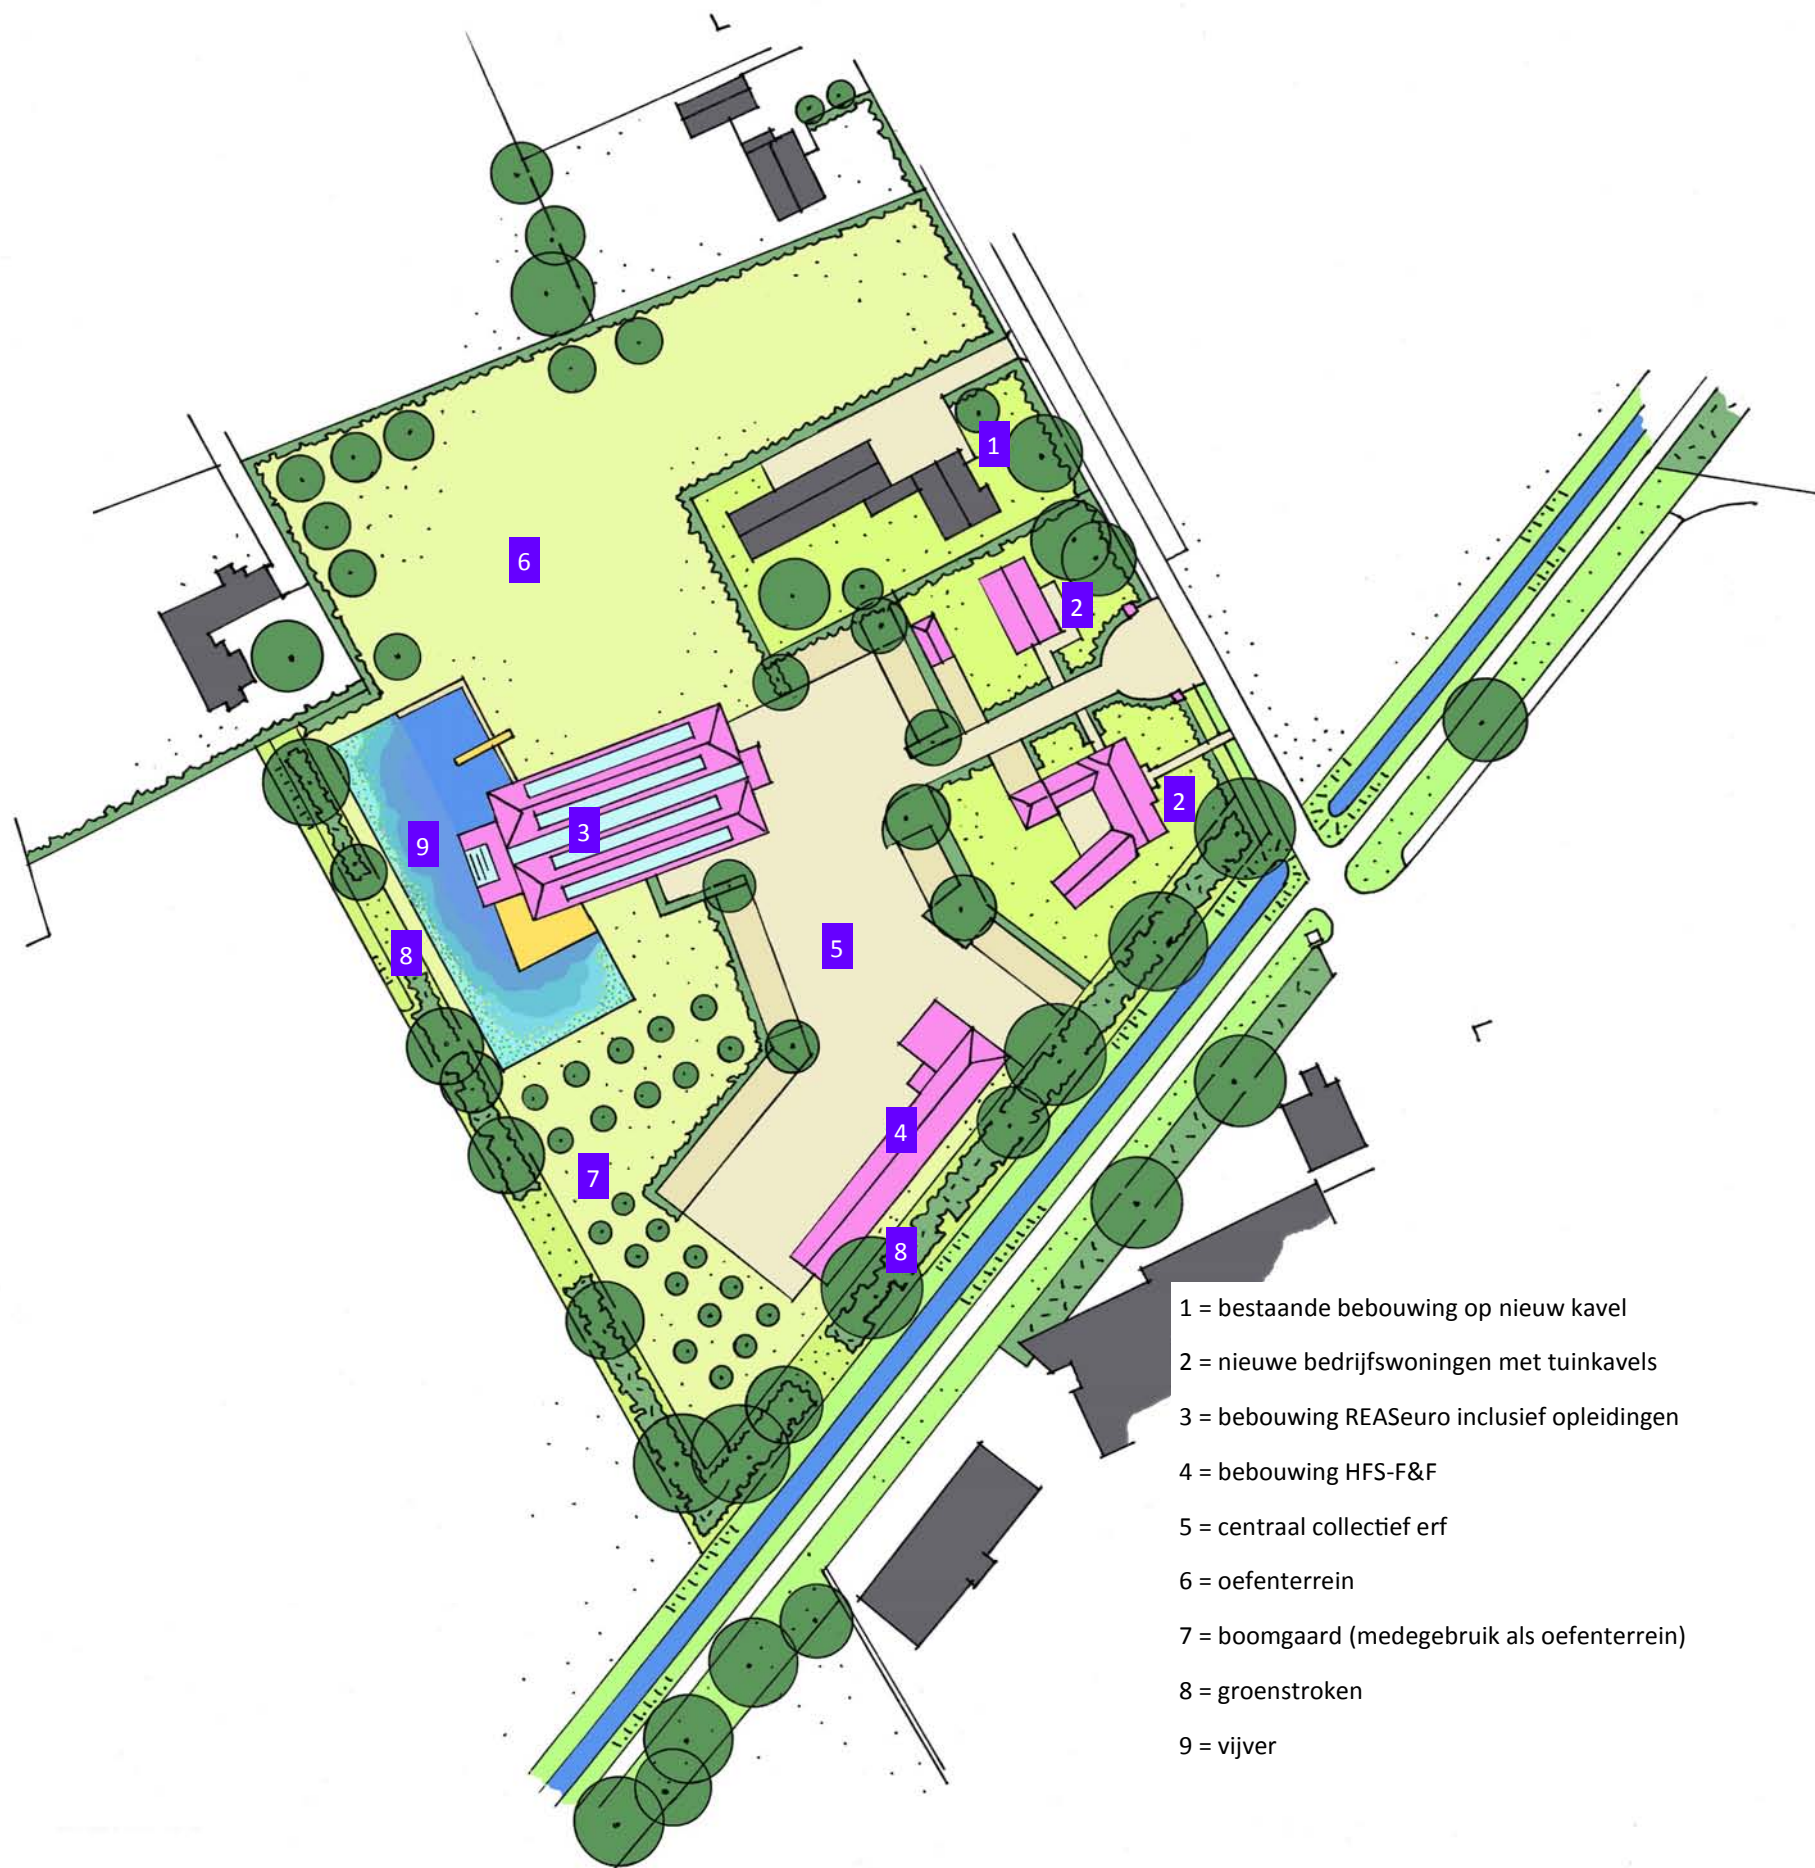 1
6
2
3
2
9
8
5
4
7
8
1 = bestaande bebouwing op nieuw kavel
2 = nieuwe bedrijfswoningen met tuinkavels
3 = bebouwing REASeuro inclusief opleidingen
4 = bebouwing HFS-F&F
5 = centraal collectief erf
6 = oefenterrein
7 = boomgaard (medegebruik als oefenterrein)
8 = groenstroken
9 = vijver